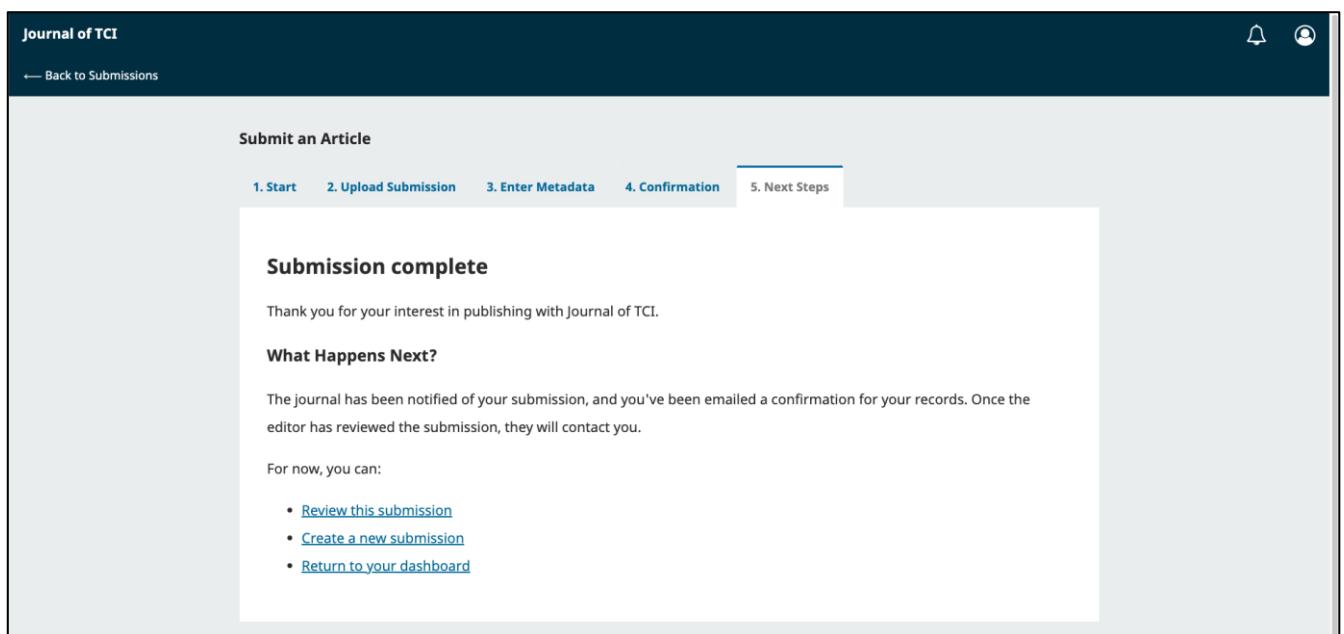 Journal of TCI
⟵ Back to Submissions
Submit an Article
1. Start 2. Upload Submission 3. Enter Metadata 4. Confirmation 5. Next Steps
Submission complete
Thank you for your interest in publishing with Journal of TCI.
What Happens Next?
The journal has been notified of your submission, and you've been emailed a confirmation for your records. Once the
editor has reviewed the submission, they will contact you.
For now, you can:
• Review this submission
• Create a new submission
• Return to your dashboard